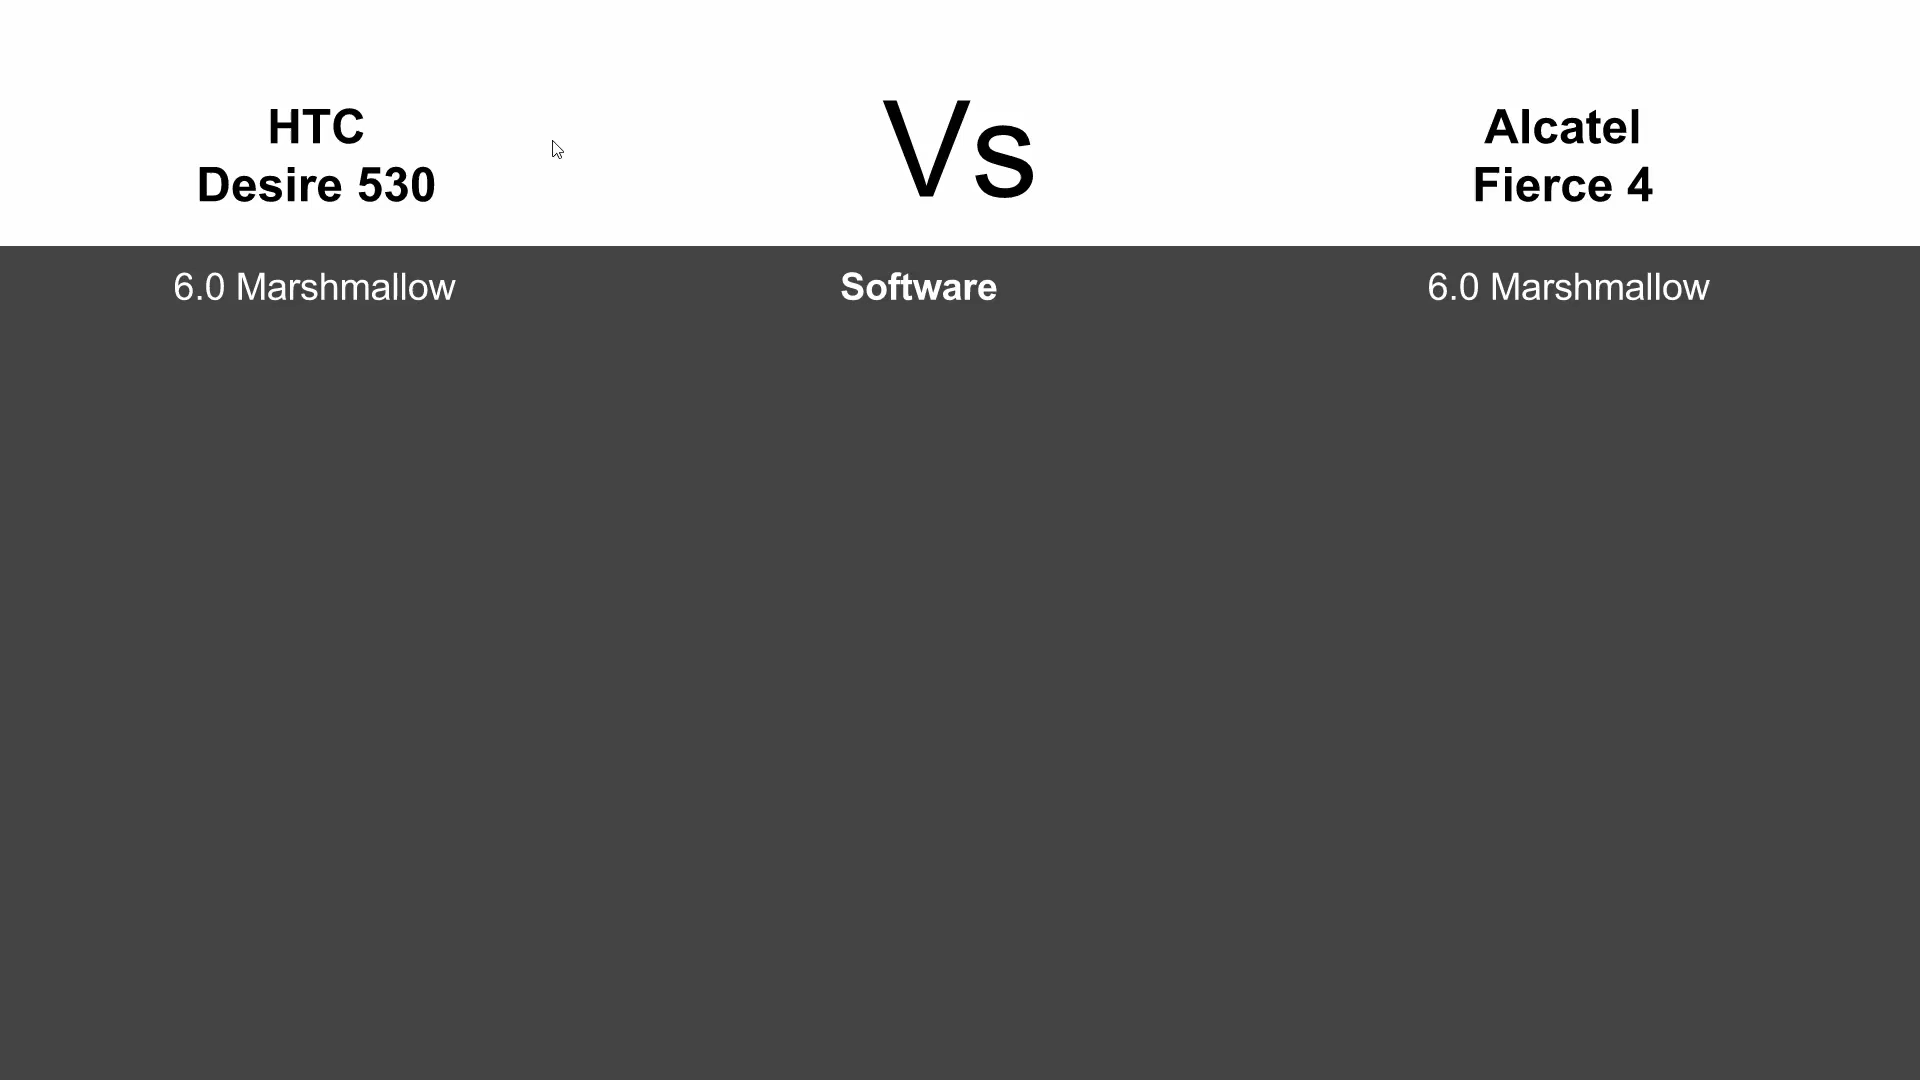 HTC
Desire 530
Vs
Alcatel
Fierce 4
6.0 Marshmallow
Software
6.0 Marshmallow